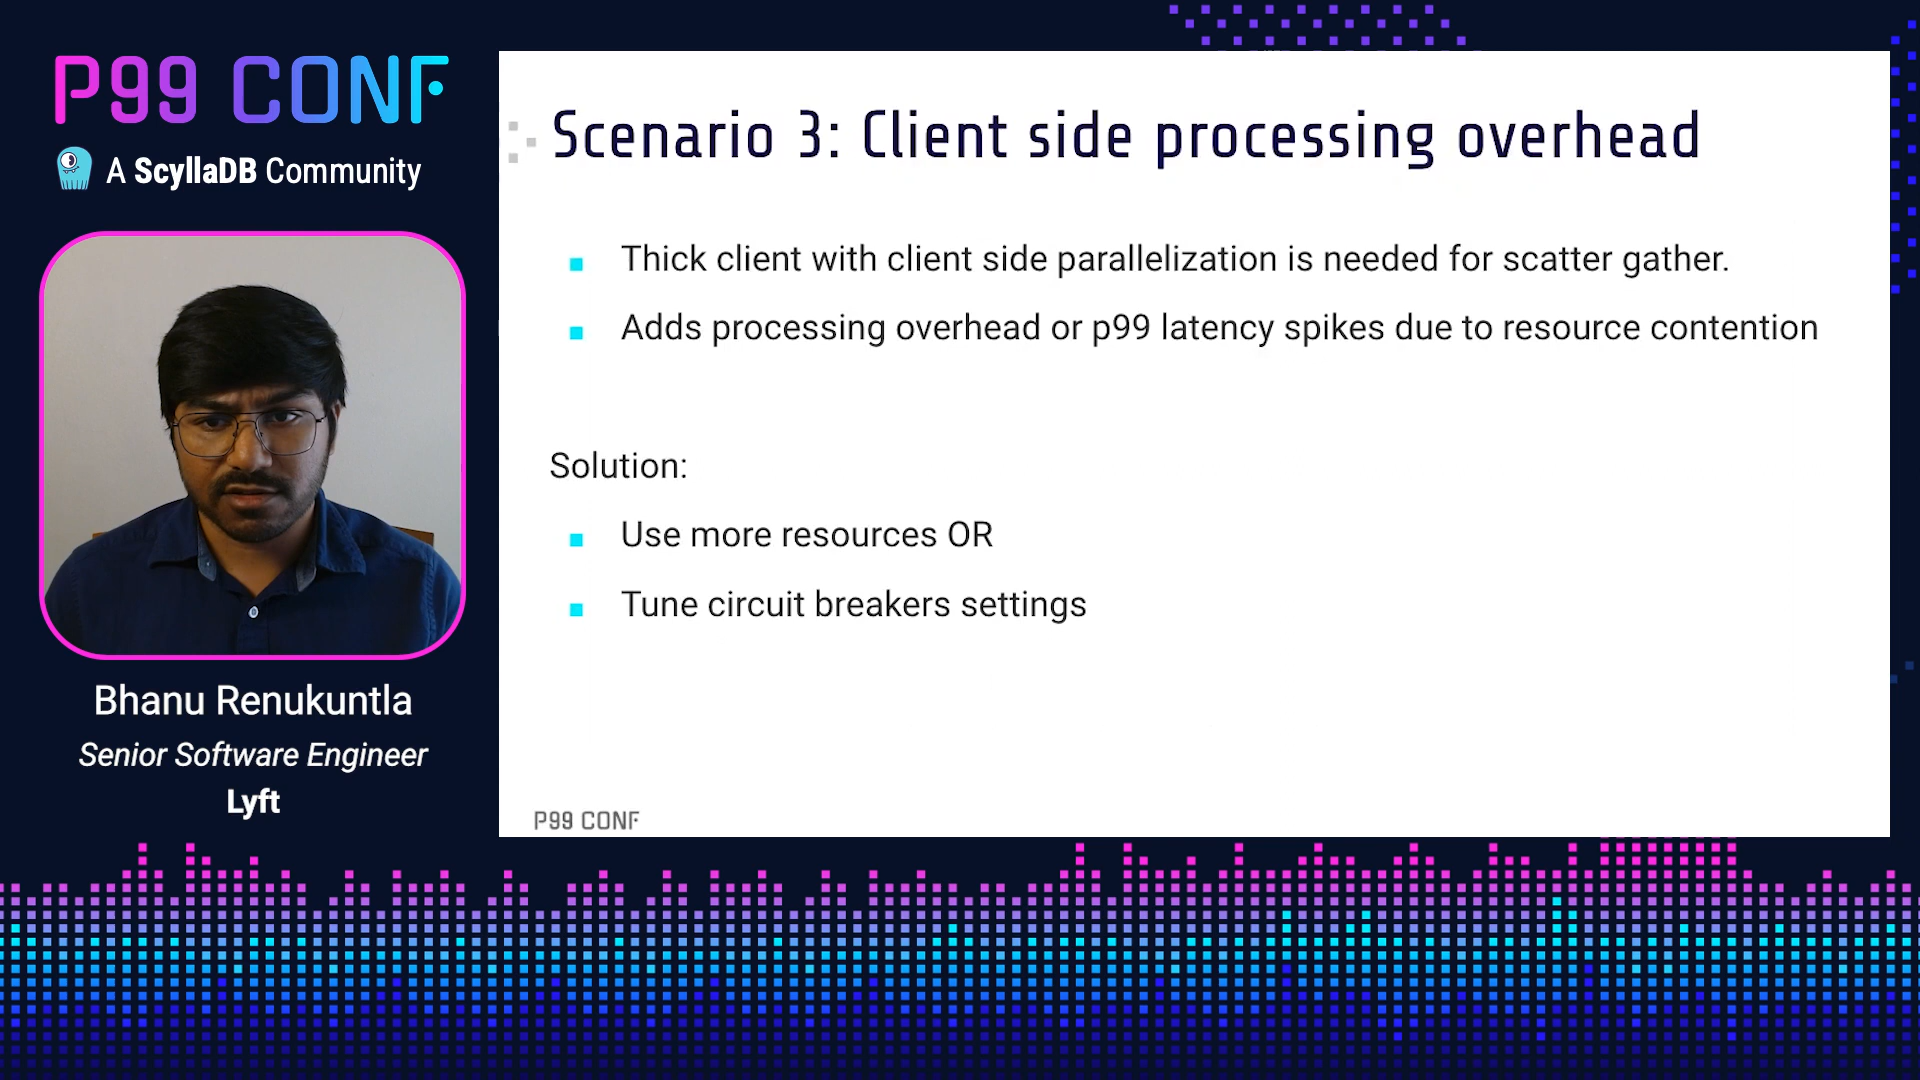 P99 CONF
A ScyllaDB Community
Bhanu Renukuntla
Senior Software Engineer
Lyft
Scenario 3: Client side processing overhead
Thick client with client side parallelization is needed for scatter gather.
Adds processing overhead or p99 latency spikes due to resource contention
Solution:
Use more resources OR
Tune circuit breakers settings
P99 CONF